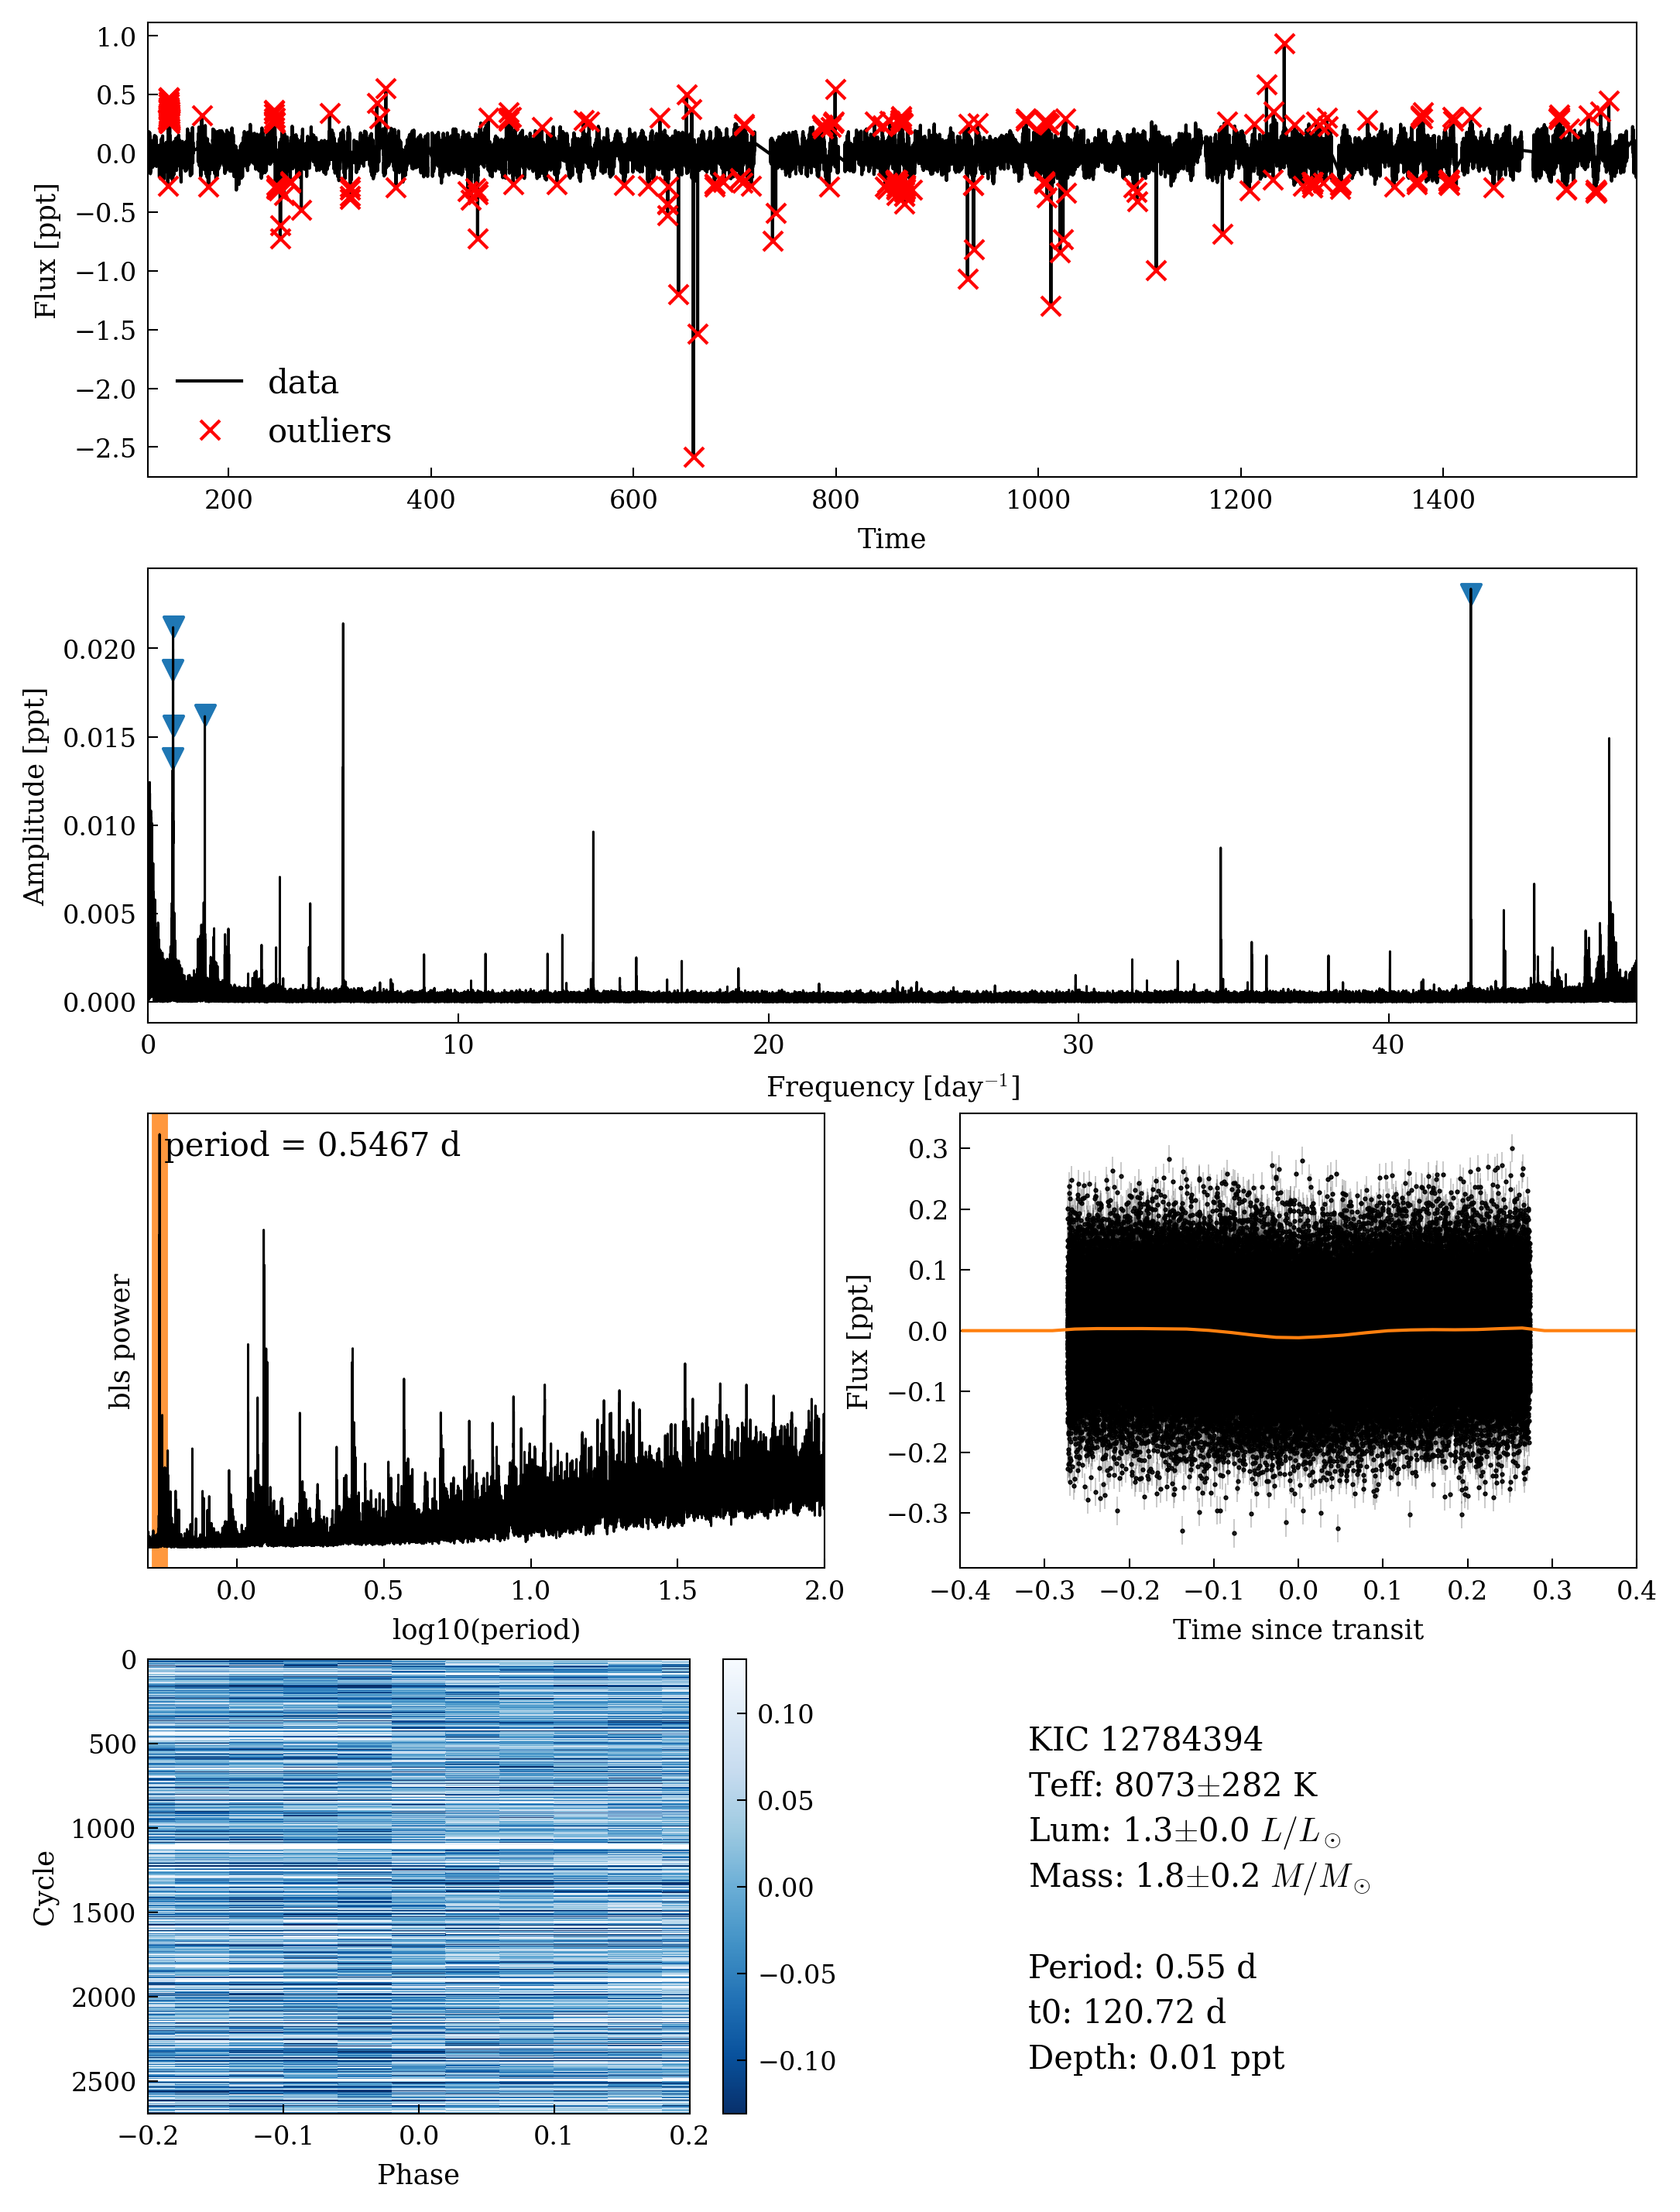 1.0
0.5
0.0
−0.5
−1.0
−1.5
−2.0
−2.5
Flux [ppt]
data
outliers
200 400 600 800 1000 1200 1400
Time
0.020
0.015
0.010
0.005
0.000
Amplitude [ppt]
0 10 20 30 40
Frequency [day⁻¹]
period = 0.5467 d
bls power
0.0 0.5 1.0 1.5 2.0
log10(period)
0.3
0.2
0.1
0.0
−0.1
−0.2
−0.3
Flux [ppt]
−0.4 −0.3 −0.2 −0.1 0.0 0.1 0.2 0.3 0.4
Time since transit
0
500
1000
1500
2000
2500
Cycle
−0.2 −0.1 0.0 0.1 0.2
Phase
0.10
0.05
0.00
−0.05
−0.10
KIC 12784394
Teff: 8073±282 K
Lum: 1.3±0.0 L/L☉
Mass: 1.8±0.2 M/M☉
Period: 0.55 d
t0: 120.72 d
Depth: 0.01 ppt